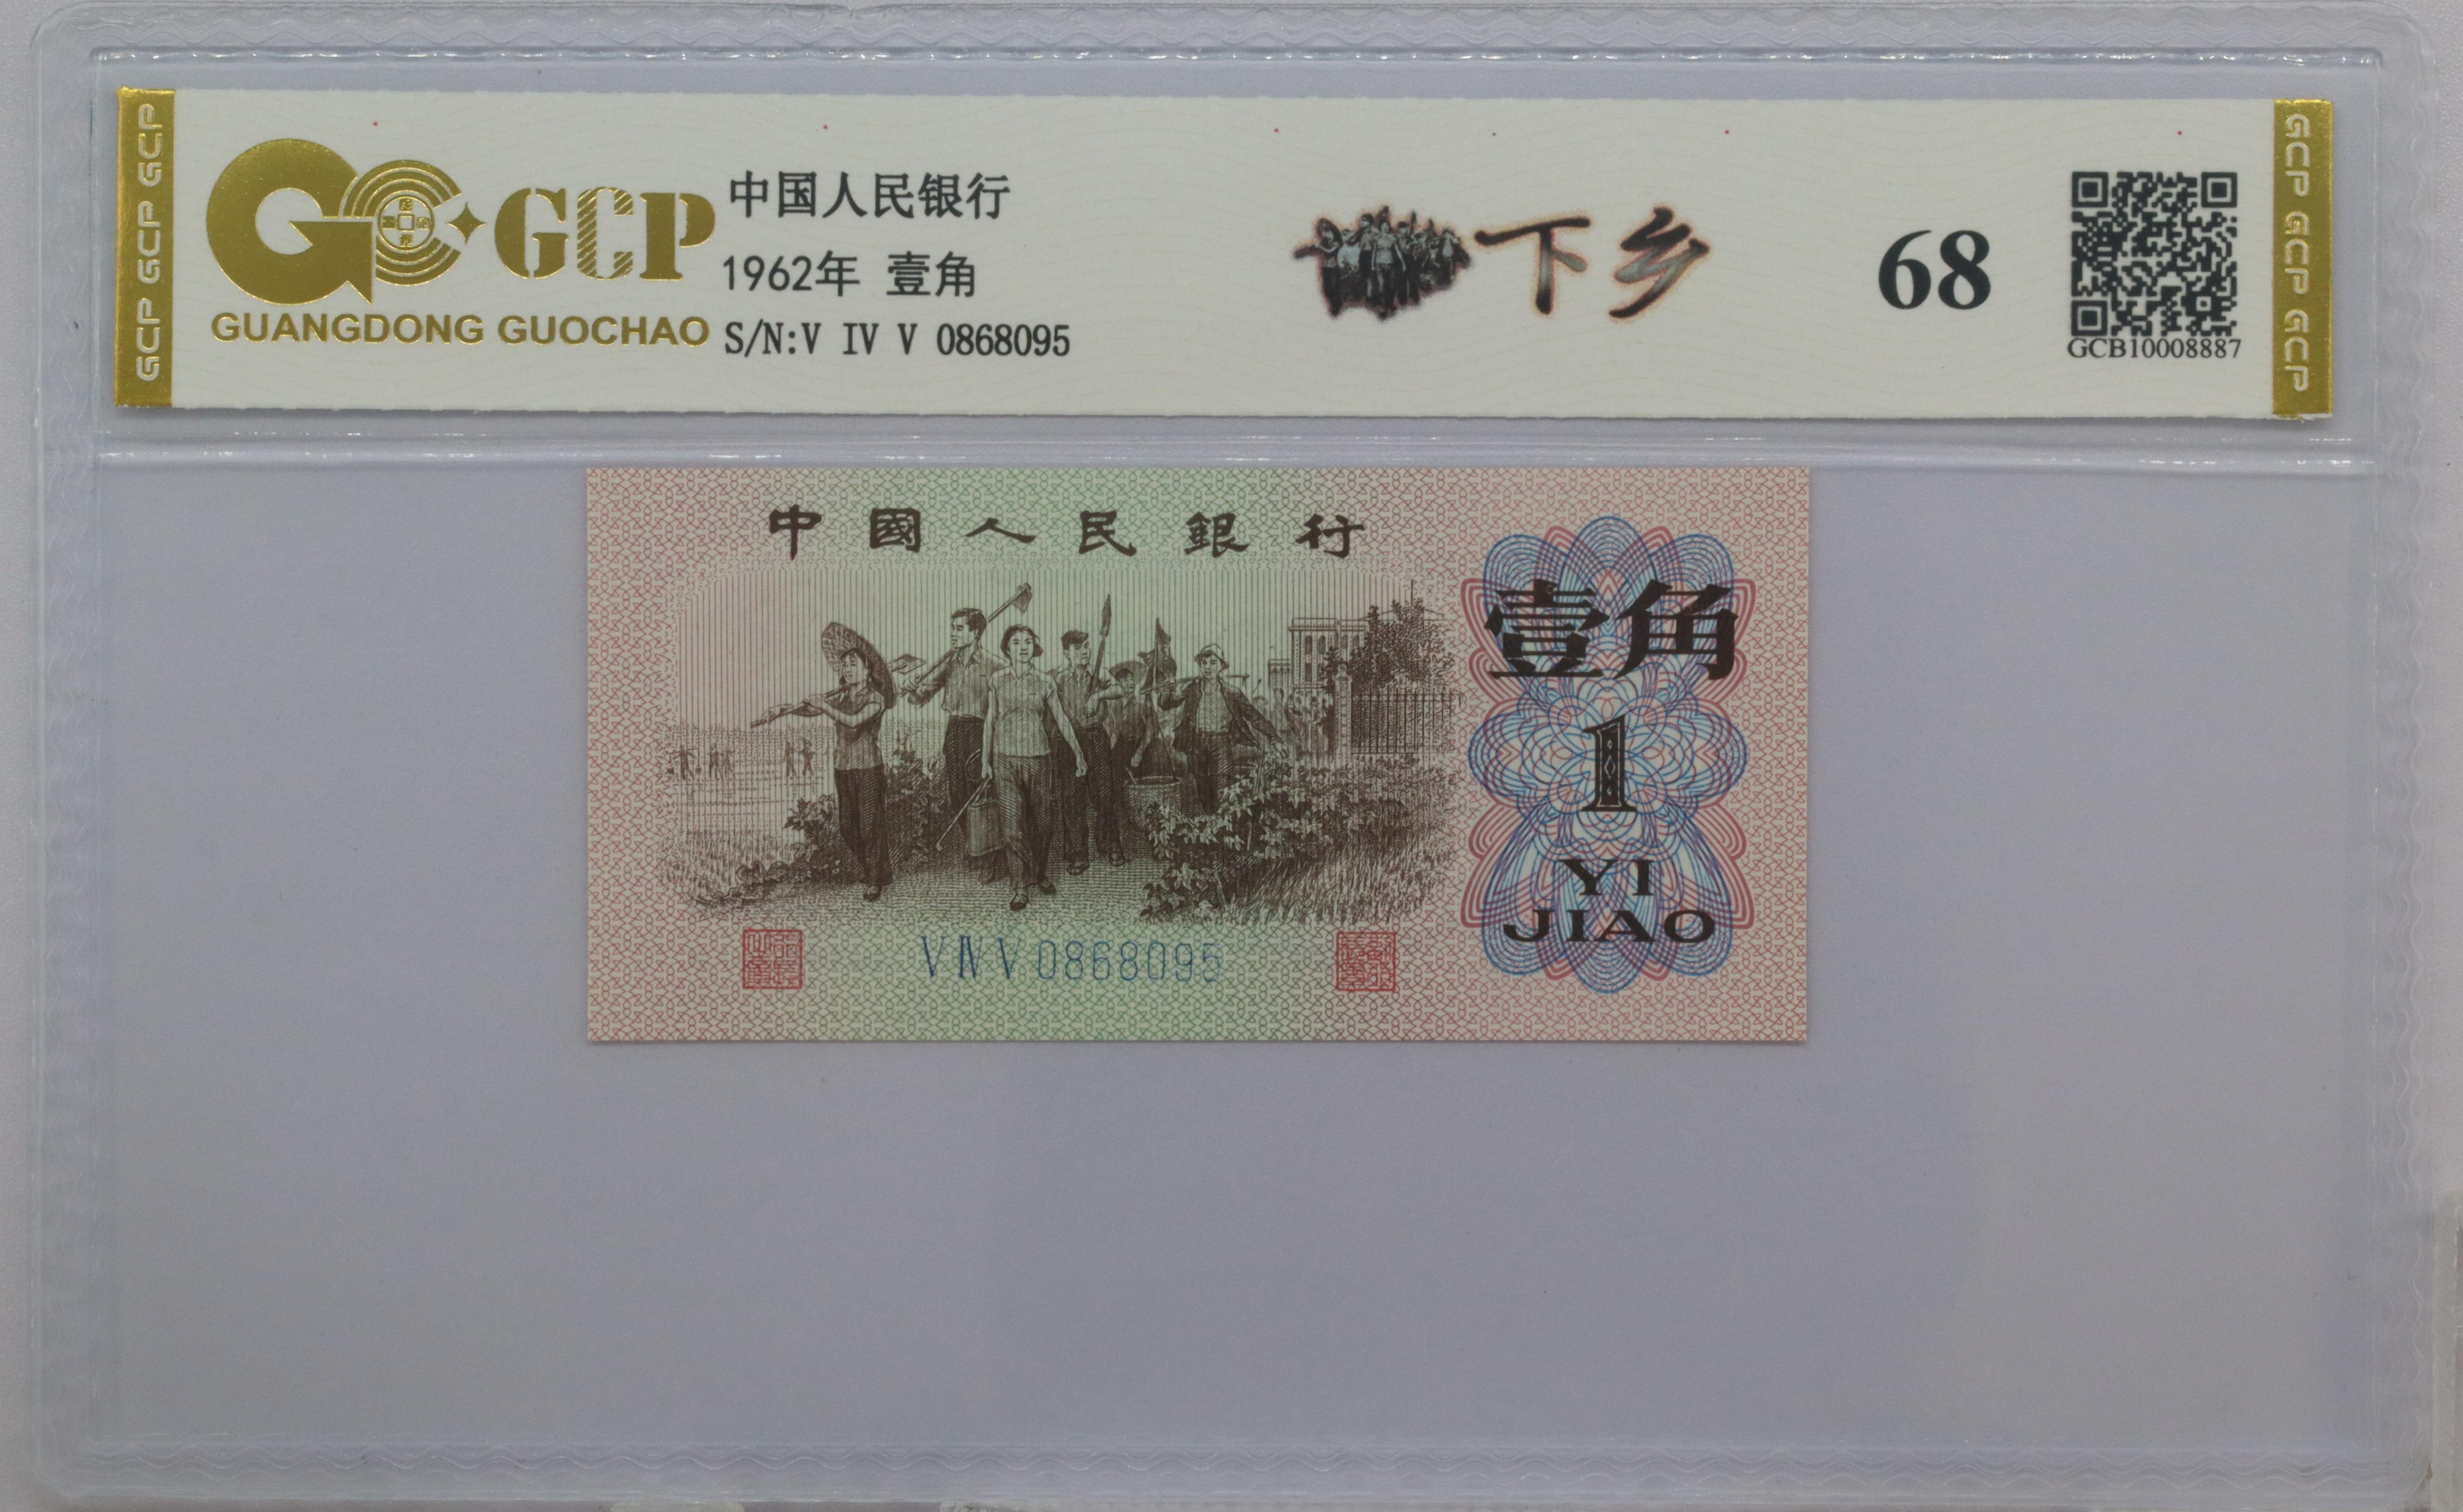 GCP GCP GCP
GCP
GUANGDONG GUOCHAO
中国人民银行
1962年 壹角
S/N:V IV V 0868095
下乡
68
GCB10008887
GCP GCP GCP
中國人民銀行
壹角
1
YI
JIAO
V IV V 0868095